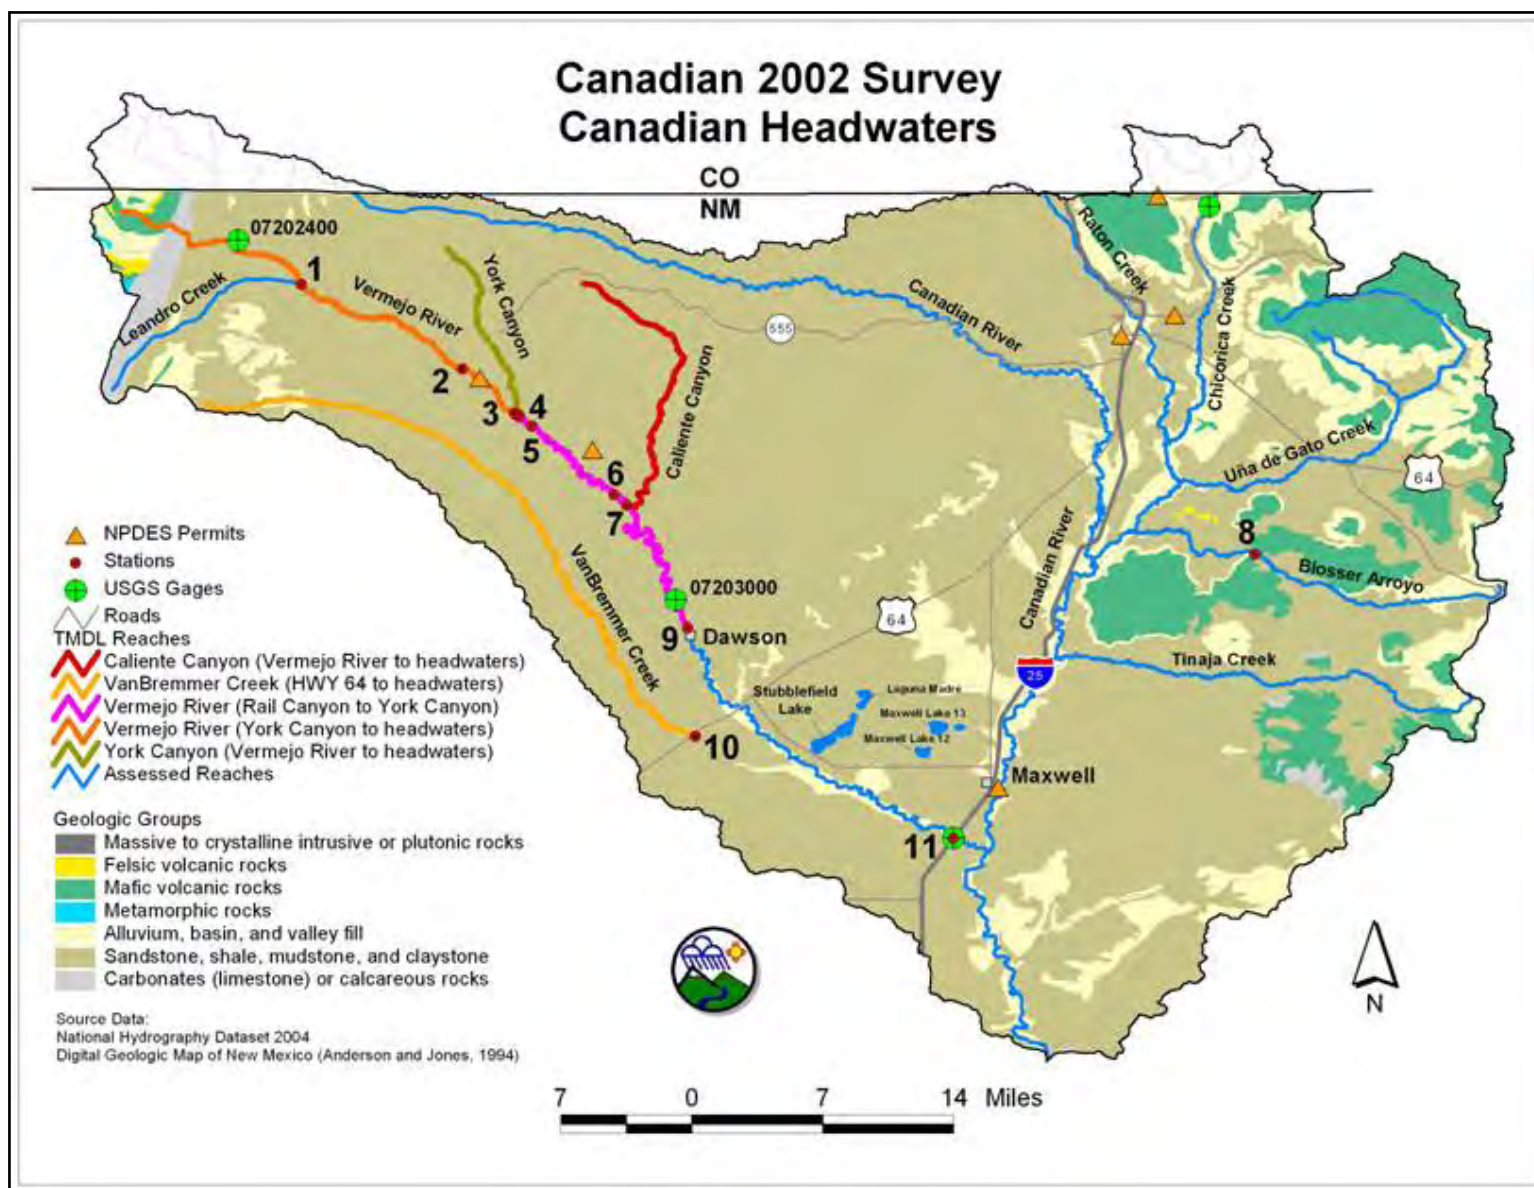 Canadian 2002 Survey
Canadian Headwaters
CO
NM
07202400
1
Leandro Creek
Vermejo River
York Canyon
555
Canadian River
Raton Creek
Chicorica Creek
2
3
4
5
Caliente Canyon
6
7
Uña de Gato Creek
64
8
Blosser Arroyo
VanBremmer Creek
07203000
9
Dawson
64
Canadian River
25
Tinaja Creek
Stubblefield
Lake
Laguna Madre
Maxwell Lake 13
Maxwell Lake 12
10
Maxwell
11
NPDES Permits
Stations
USGS Gages
Roads
TMDL Reaches
Caliente Canyon (Vermejo River to headwaters)
VanBremmer Creek (HWY 64 to headwaters)
Vermejo River (Rail Canyon to York Canyon)
Vermejo River (York Canyon to headwaters)
York Canyon (Vermejo River to headwaters)
Assessed Reaches
Geologic Groups
Massive to crystalline intrusive or plutonic rocks
Felsic volcanic rocks
Mafic volcanic rocks
Metamorphic rocks
Alluvium, basin, and valley fill
Sandstone, shale, mudstone, and claystone
Carbonates (limestone) or calcareous rocks
Source Data:
National Hydrography Dataset 2004
Digital Geologic Map of New Mexico (Anderson and Jones, 1994)
N
7 0 7 14 Miles